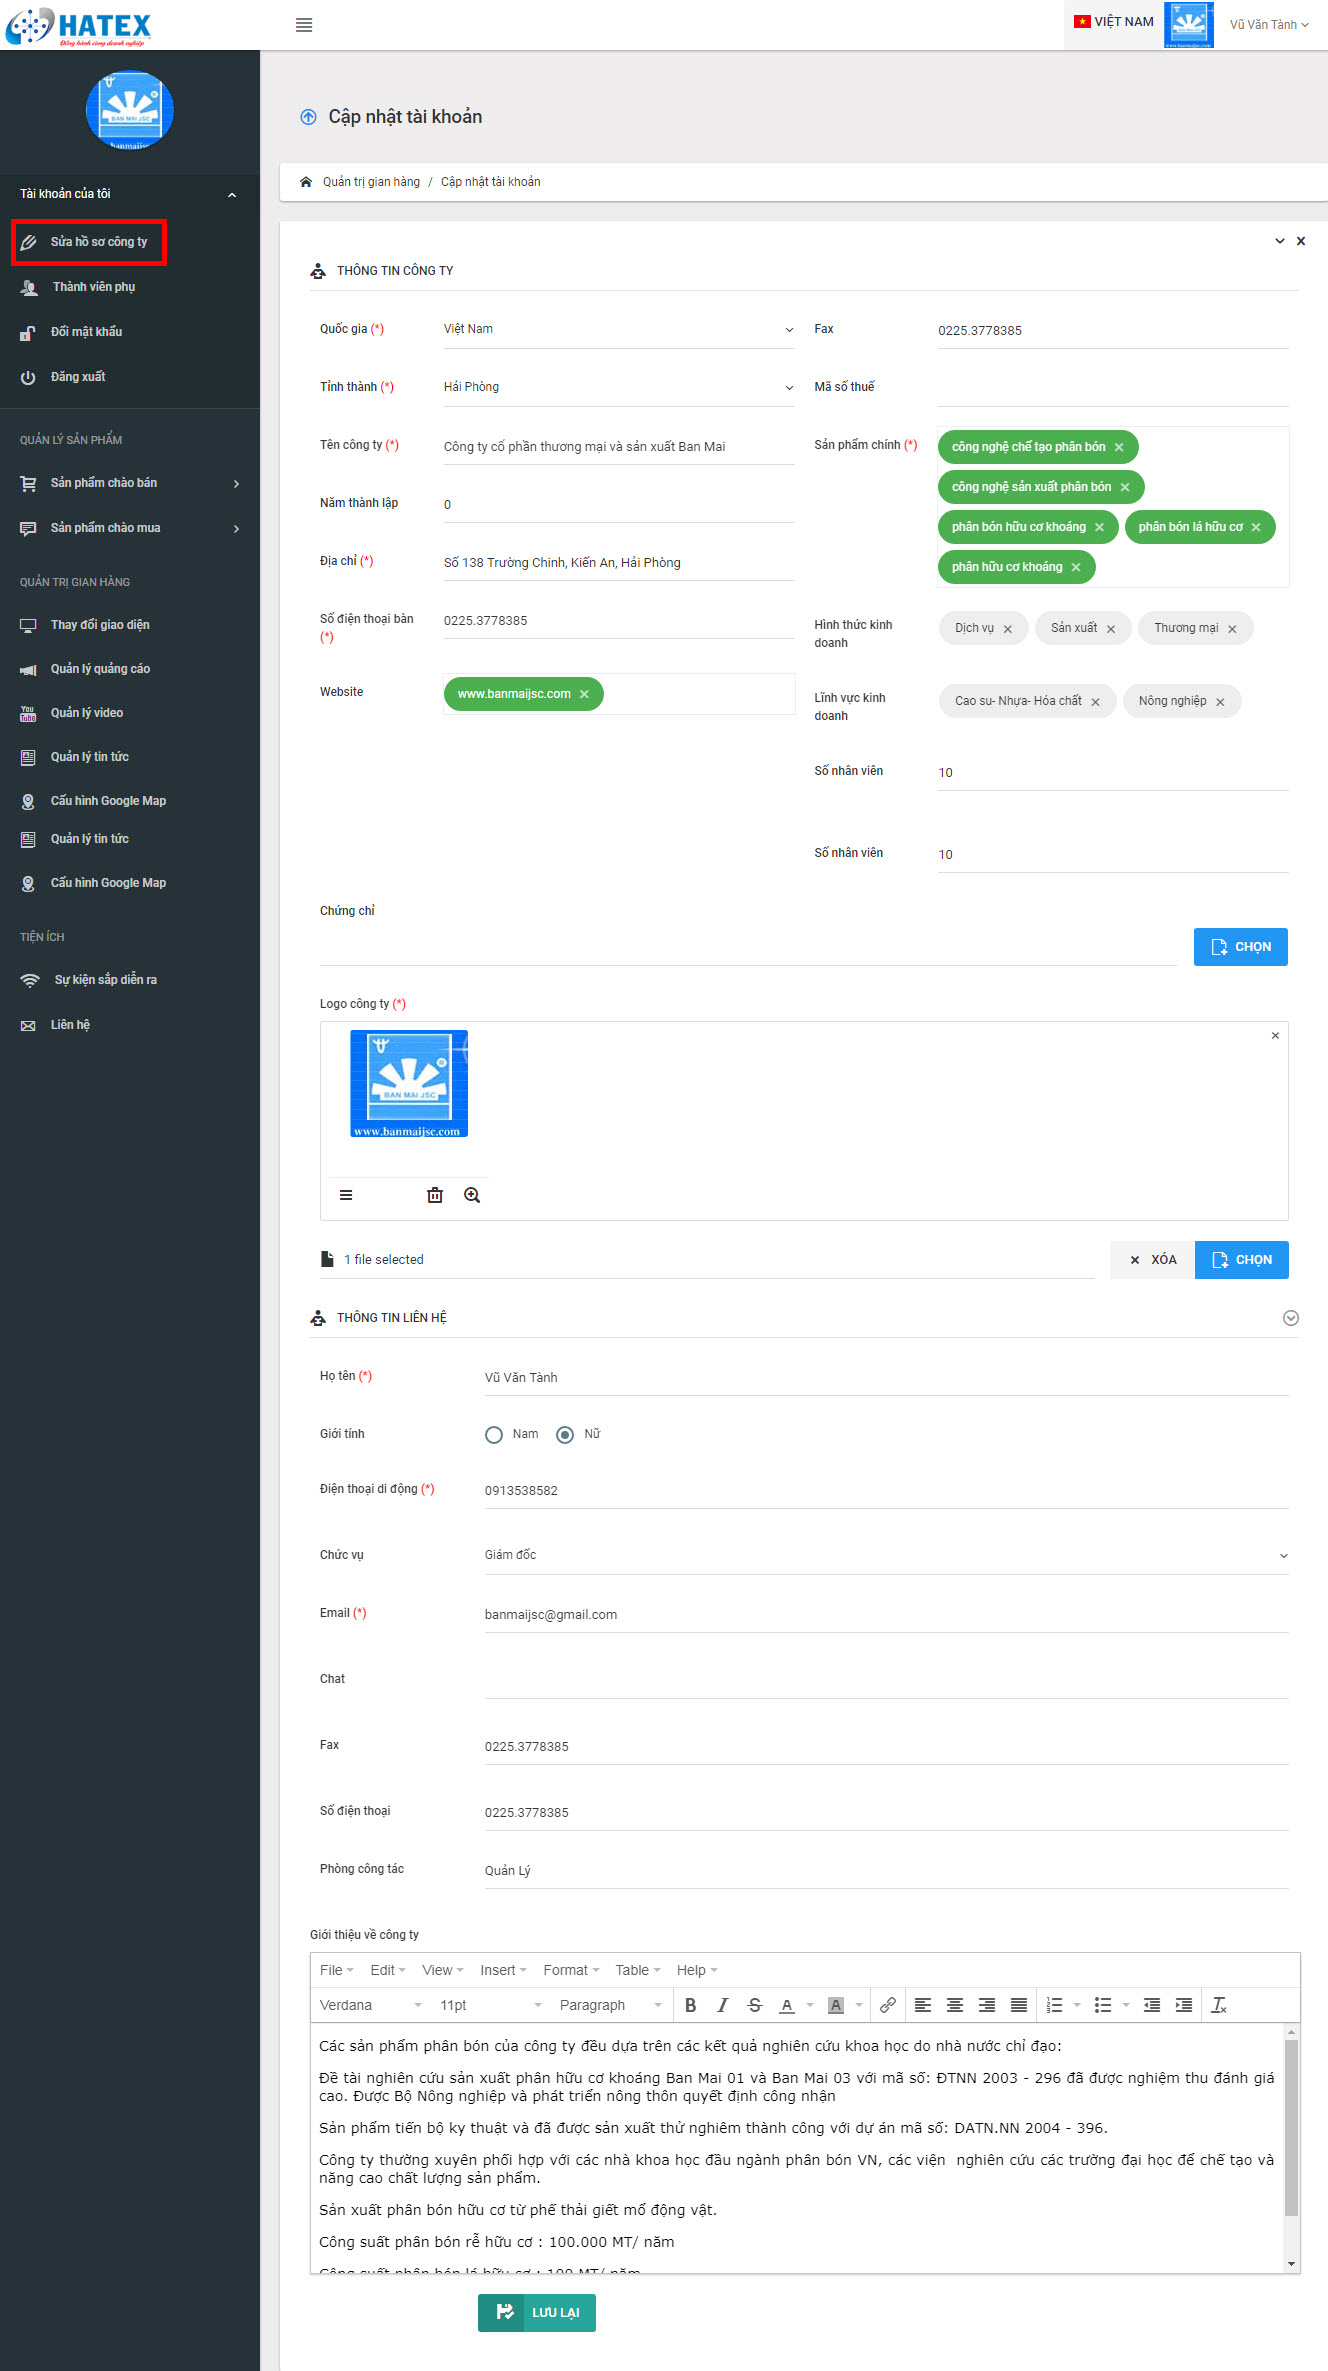 HATEX
Đồng hành cùng doanh nghiệp
VIỆT NAM
Vũ Văn Tành
BAN MAI JSC
Tài khoản của tôi
Sửa hồ sơ công ty
Thành viên phụ
Đổi mật khẩu
Đăng xuất
QUẢN LÝ SẢN PHẨM
Sản phẩm chào bán
Sản phẩm chào mua
QUẢN TRỊ GIAN HÀNG
Thay đổi giao diện
Quản lý quảng cáo
Quản lý video
Quản lý tin tức
Cấu hình Google Map
Quản lý tin tức
Cấu hình Google Map
TIỆN ÍCH
Sự kiện sắp diễn ra
Liên hệ
Cập nhật tài khoản
Quản trị gian hàng / Cập nhật tài khoản
THÔNG TIN CÔNG TY
Quốc gia (*) Việt Nam
Tỉnh thành (*) Hải Phòng
Tên công ty (*) Công ty cổ phần thương mại và sản xuất Ban Mai
Năm thành lập 0
Địa chỉ (*) Số 138 Trường Chinh, Kiến An, Hải Phòng
Số điện thoại bàn (*) 0225.3778385
Website www.banmaijsc.com ×
Fax 0225.3778385
Mã số thuế
Sản phẩm chính (*) công nghệ chế tạo phân bón ×
công nghệ sản xuất phân bón ×
phân bón hữu cơ khoáng × phân bón lá hữu cơ ×
phân hữu cơ khoáng ×
Hình thức kinh doanh Dịch vụ × Sản xuất × Thương mại ×
Lĩnh vực kinh doanh Cao su- Nhựa- Hóa chất × Nông nghiệp ×
Số nhân viên 10
Số nhân viên 10
Chứng chỉ
CHỌN
Logo công ty (*)
BAN MAI JSC
www.banmaijsc.com
1 file selected
XÓA CHỌN
THÔNG TIN LIÊN HỆ
Họ tên (*) Vũ Văn Tành
Giới tính Nam Nữ
Điện thoại di động (*) 0913538582
Chức vụ Giám đốc
Email (*) banmaijsc@gmail.com
Chat
Fax 0225.3778385
Số điện thoại 0225.3778385
Phòng công tác Quản Lý
Giới thiệu về công ty
File Edit View Insert Format Table Help
Verdana 11pt Paragraph B I S A A
Các sản phẩm phân bón của công ty đều dựa trên các kết quả nghiên cứu khoa học do nhà nước chỉ đạo:
Đề tài nghiên cứu sản xuất phân hữu cơ khoáng Ban Mai 01 và Ban Mai 03 với mã số: ĐTNN 2003 - 296 đã được nghiệm thu đánh giá
cao. Được Bộ Nông nghiệp và phát triển nông thôn quyết định công nhận
Sản phẩm tiến bộ kỵ thuật và đã được sản xuất thử nghiêm thành công với dự án mã số: DATN.NN 2004 - 396.
Công ty thường xuyên phối hợp với các nhà khoa học đầu ngành phân bón VN, các viện nghiên cứu các trường đại học để chế tạo và
năng cao chất lượng sản phẩm.
Sản xuất phân bón hữu cơ từ phế thải giết mổ động vật.
Công suất phân bón rễ hữu cơ : 100.000 MT/ năm
Công suất phân bón lá hữu cơ : 100 MT/ năm
LƯU LẠI